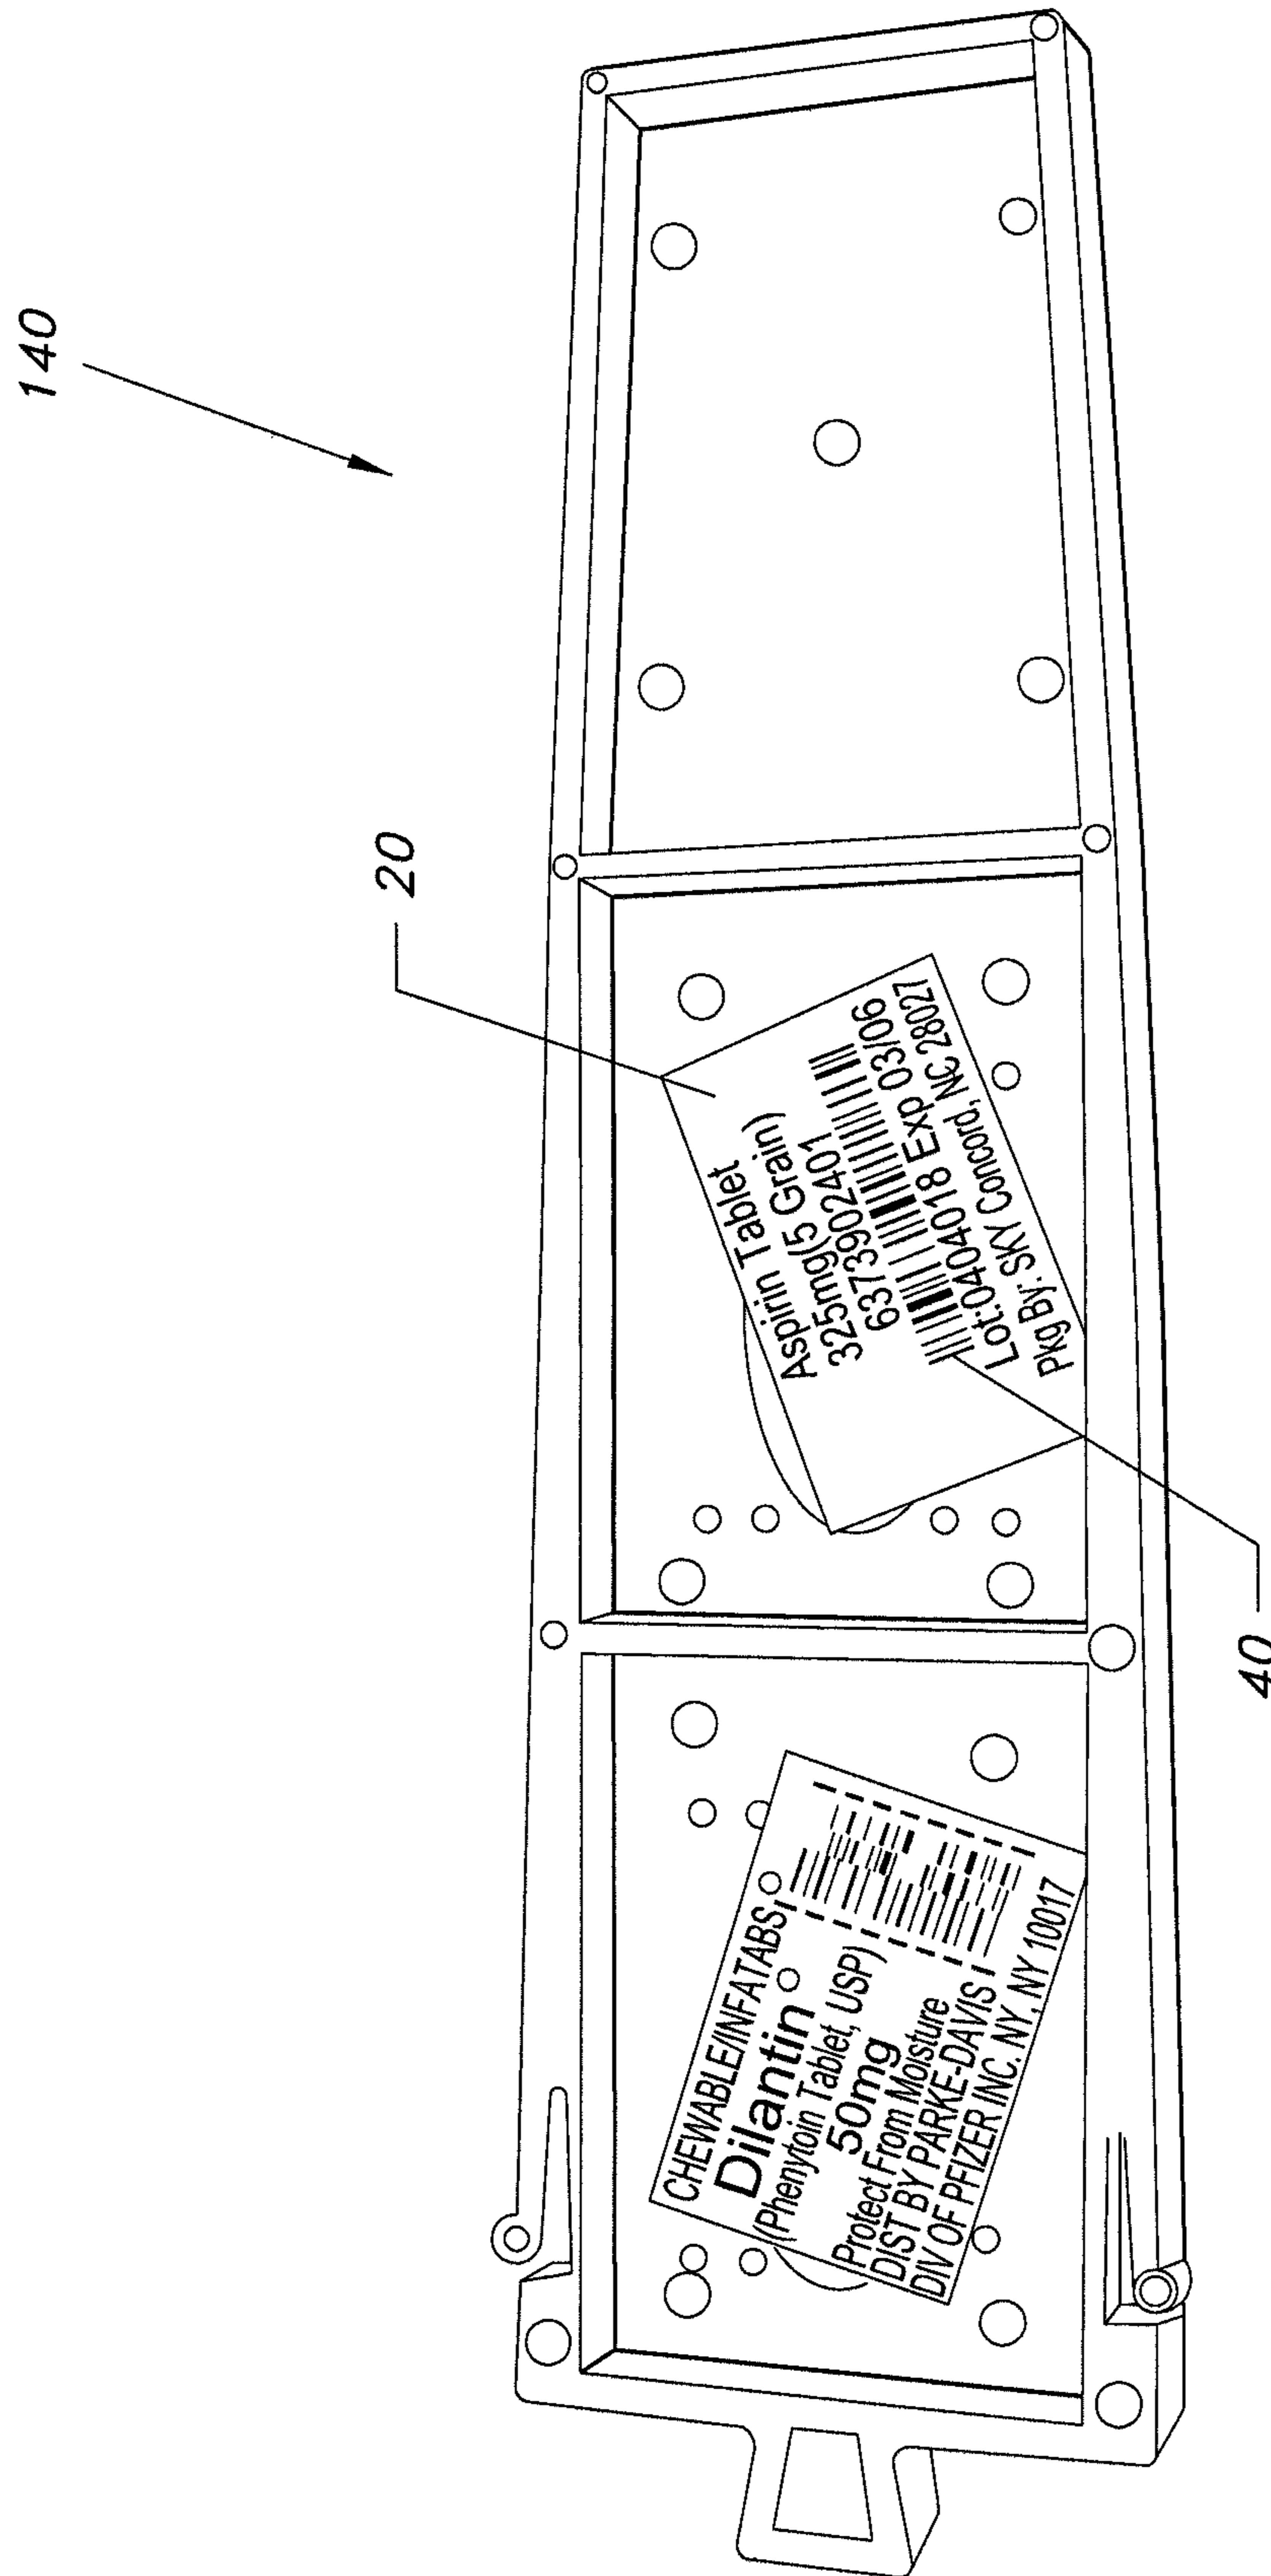 140
20
40
CHEWABLE/INFATABS
Dilantin
(Phenytoin Tablet, USP)
50mg
Protect From Moisture
DIST BY PARKE-DAVIS
DIV OF PFIZER INC. NY, NY 10017
Aspirin Tablet
325mg(5 Grain)
6373902401
Lot:0404018 Exp 03/06
Pkg By: SKY Concord, NC 28027